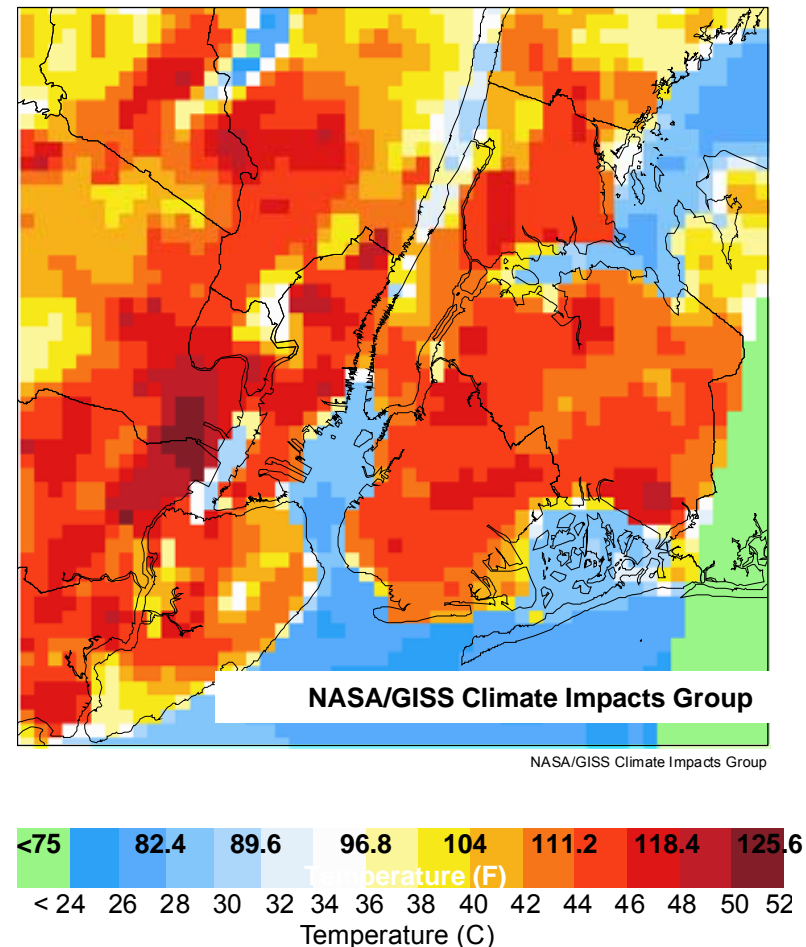 NASA/GISS Climate Impacts Group
NASA/GISS Climate Impacts Group
<75 82.4 89.6 96.8 104 111.2 118.4 125.6
Temperature (F)
< 24 26 28 30 32 34 36 38 40 42 44 46 48 50 52
Temperature (C)